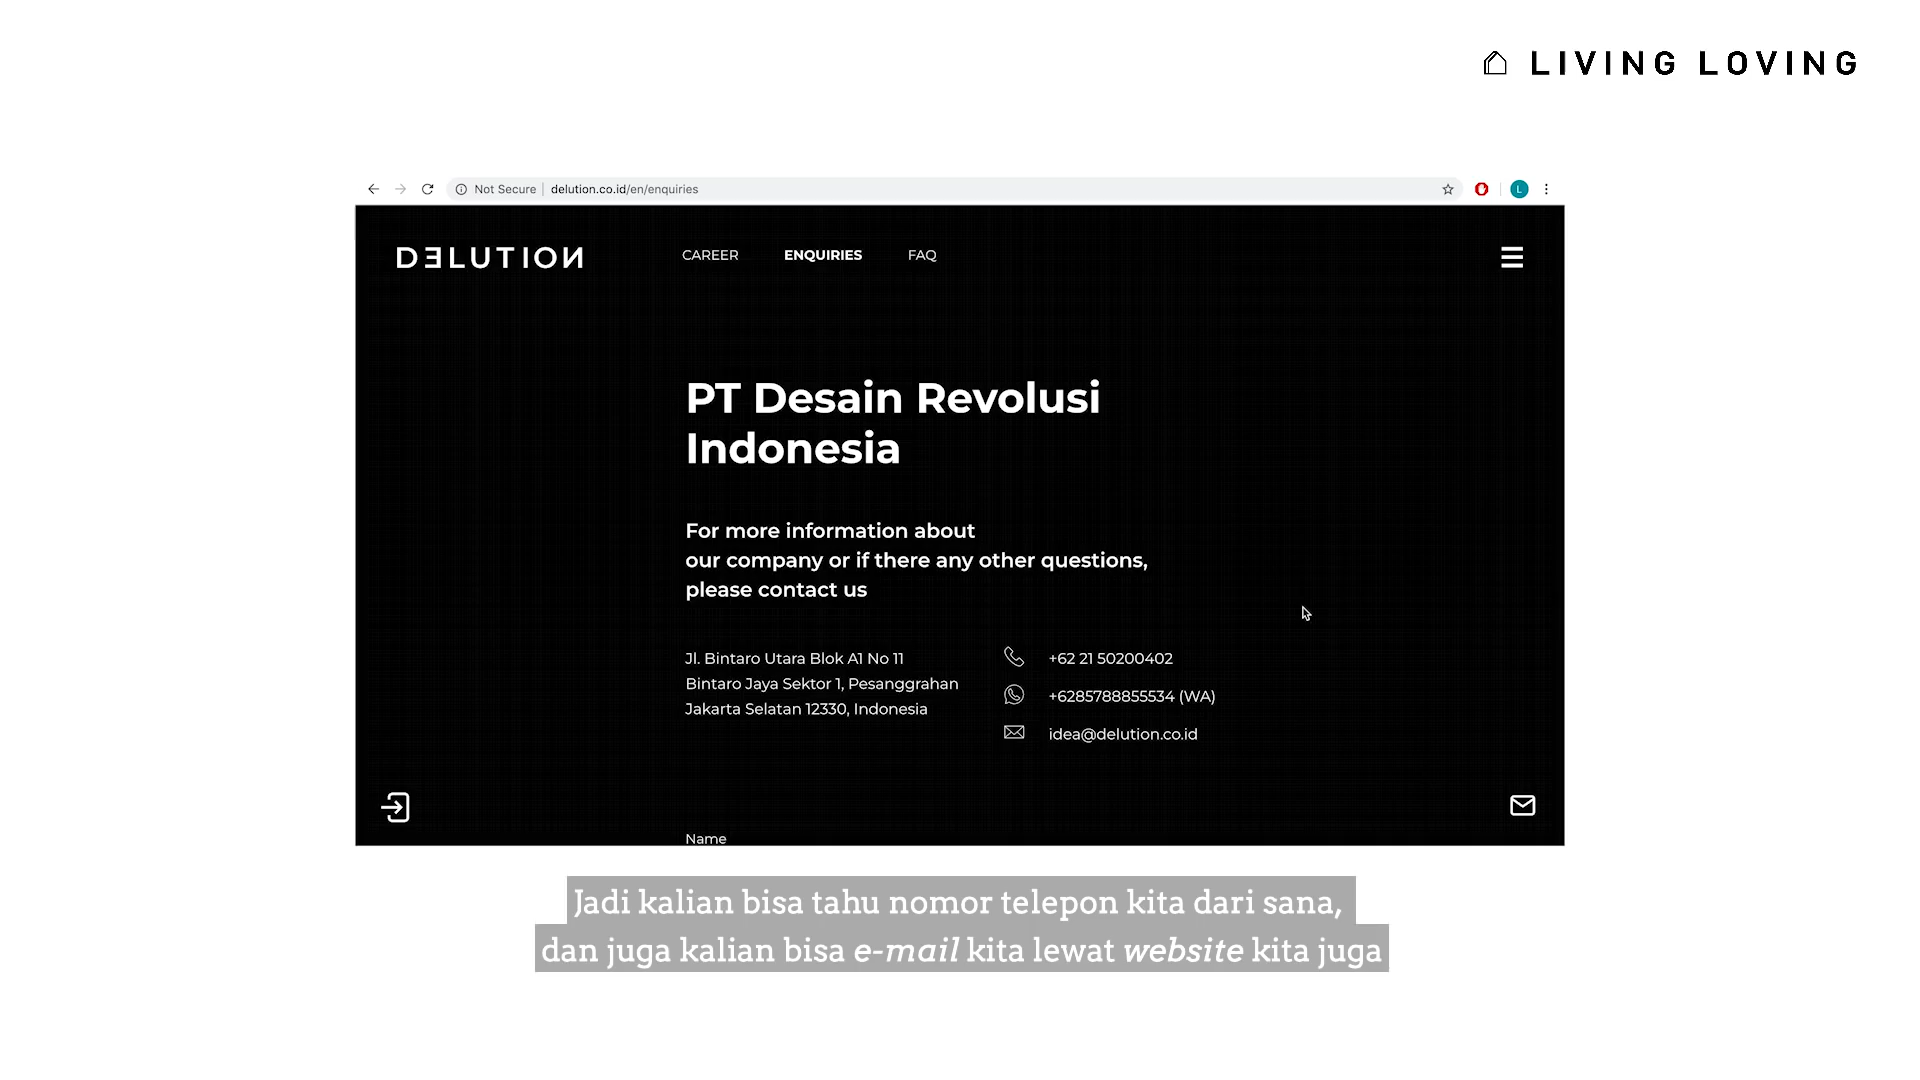 LIVING LOVING
Not Secure | delution.co.id/en/enquiries
L
DELUTION
CAREER
ENQUIRIES
FAQ
PT Desain Revolusi
Indonesia
For more information about
our company or if there any other questions,
please contact us
Jl. Bintaro Utara Blok A1 No 11
Bintaro Jaya Sektor 1, Pesanggrahan
Jakarta Selatan 12330, Indonesia
+62 21 50200402
+6285788855534 (WA)
idea@delution.co.id
Name
Jadi kalian bisa tahu nomor telepon kita dari sana,
dan juga kalian bisa e-mail kita lewat website kita juga